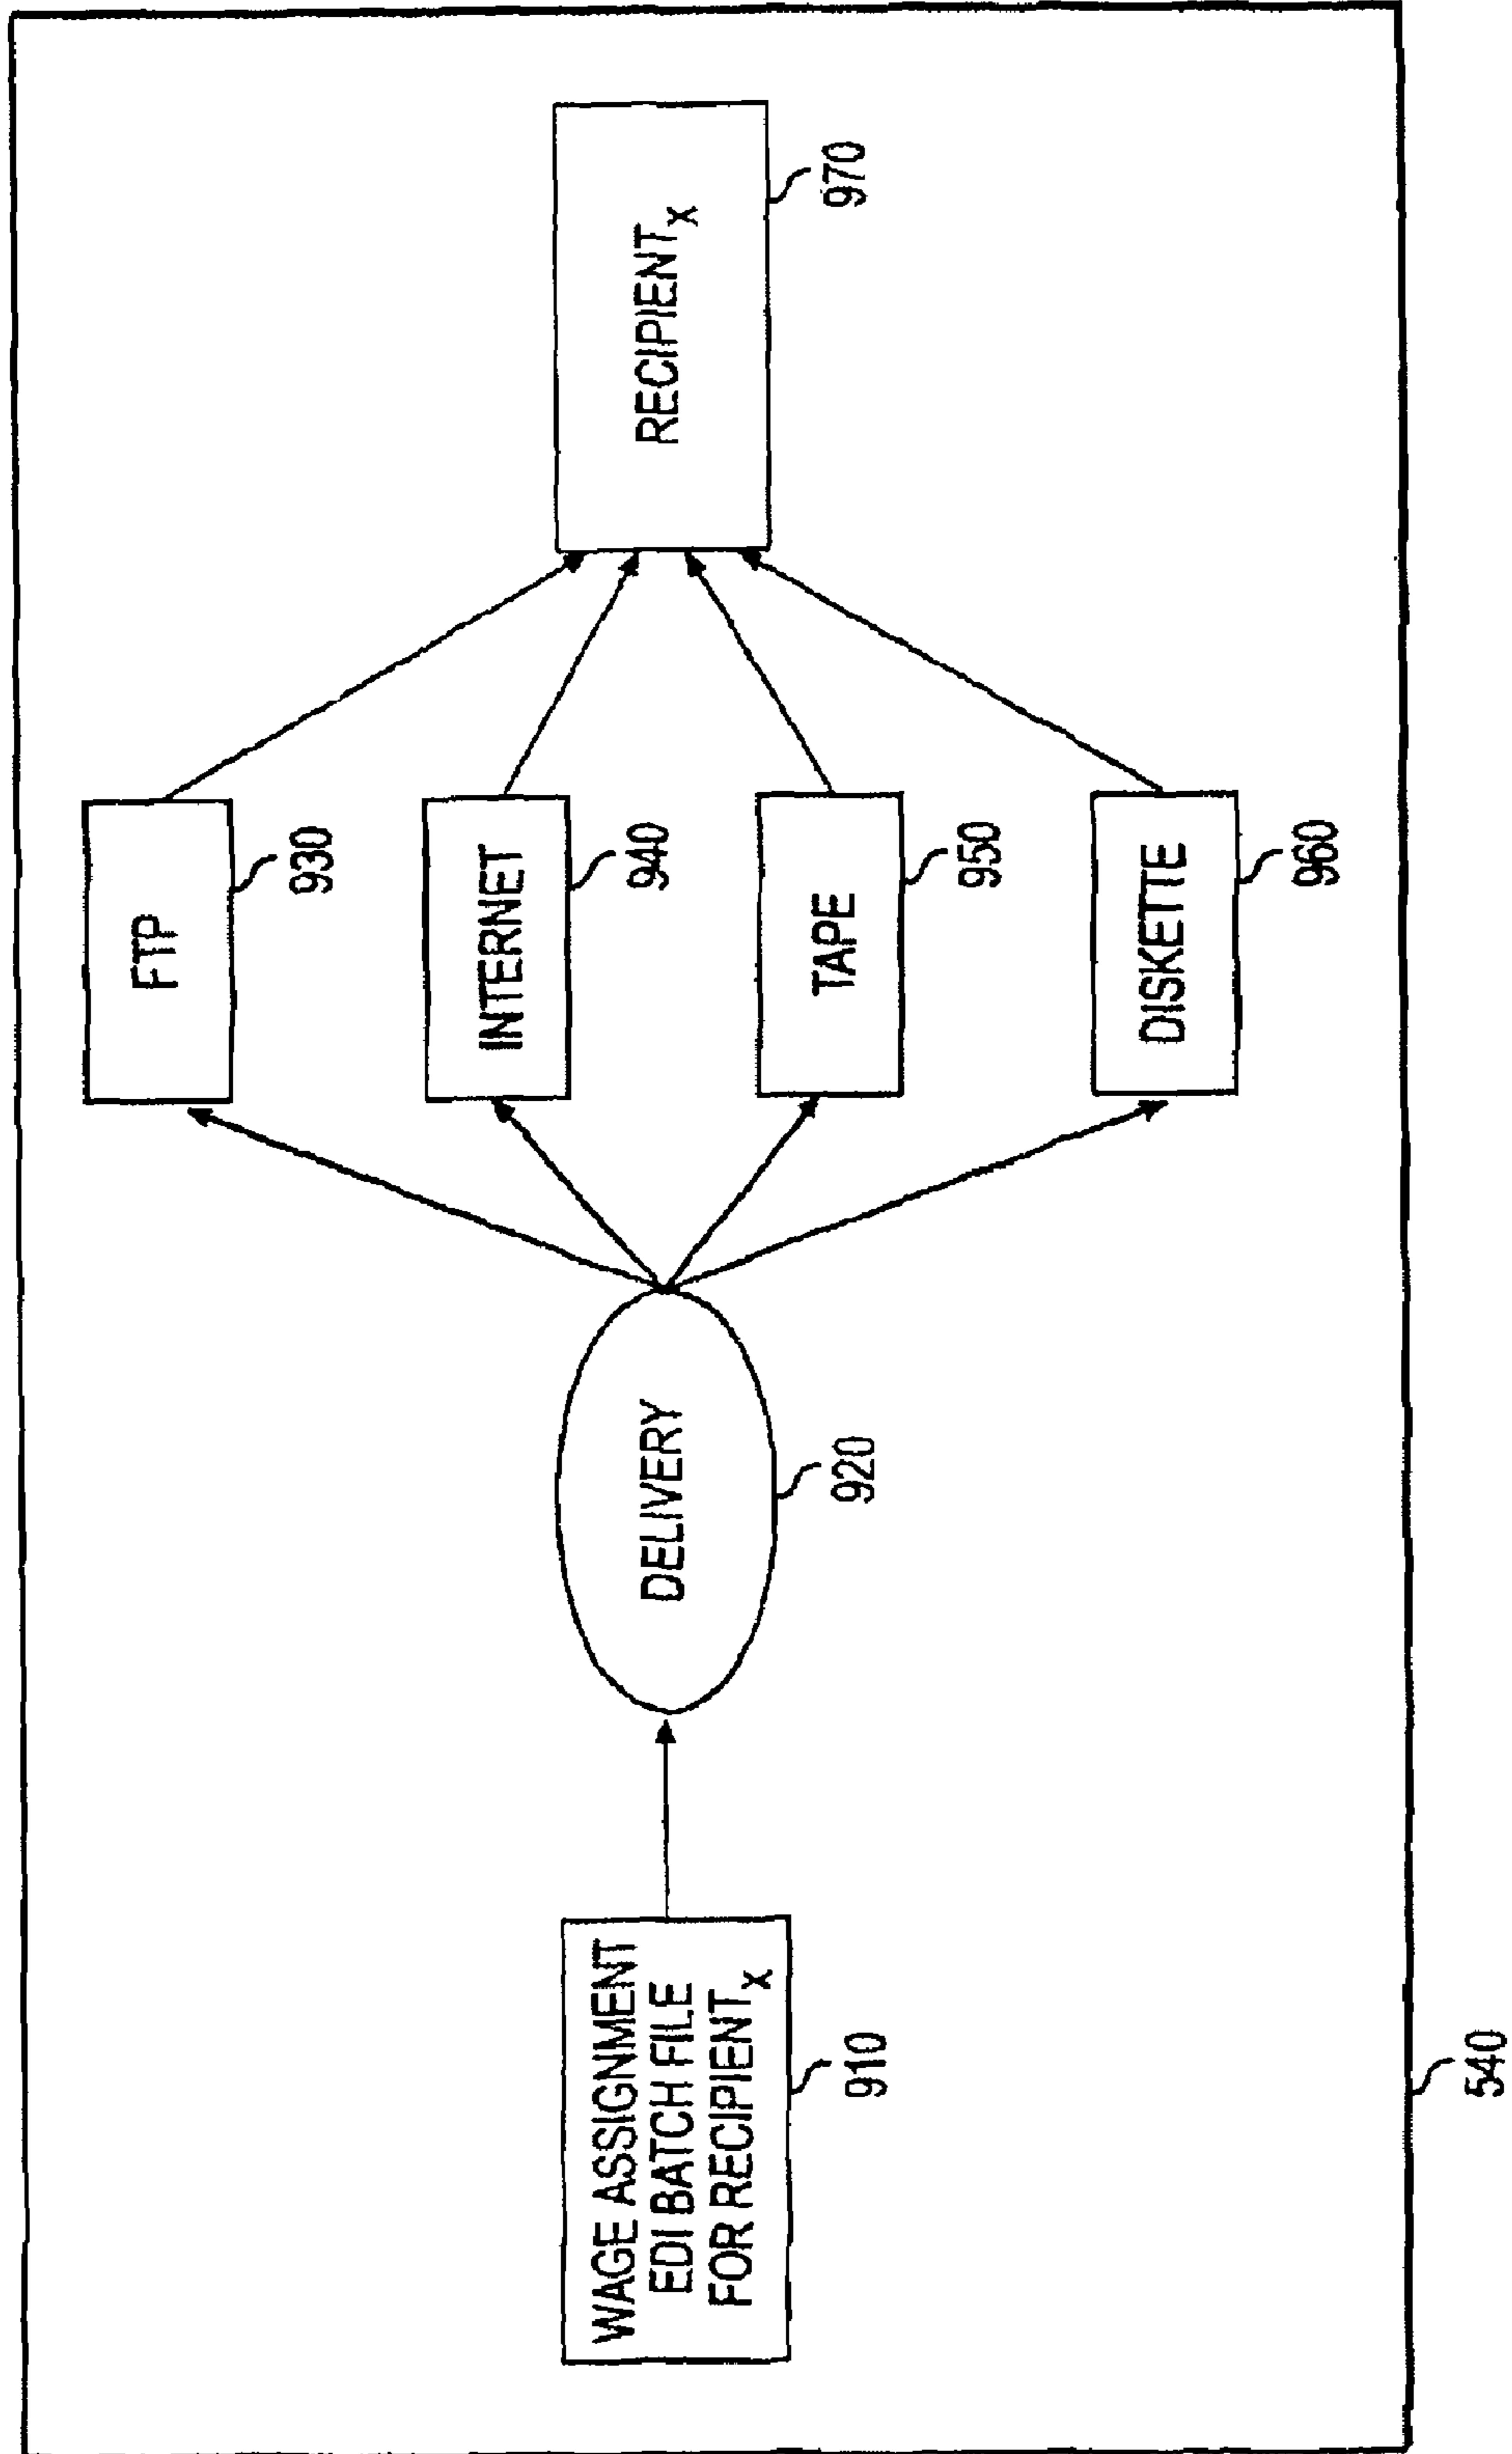 WAGE ASSIGNMENT
EDI BATCH FILE
FOR RECIPIENTX
910
DELIVERY
920
FTP
930
INTERNET
940
TAPE
950
DISKETTE
960
RECIPIENTX
970
540